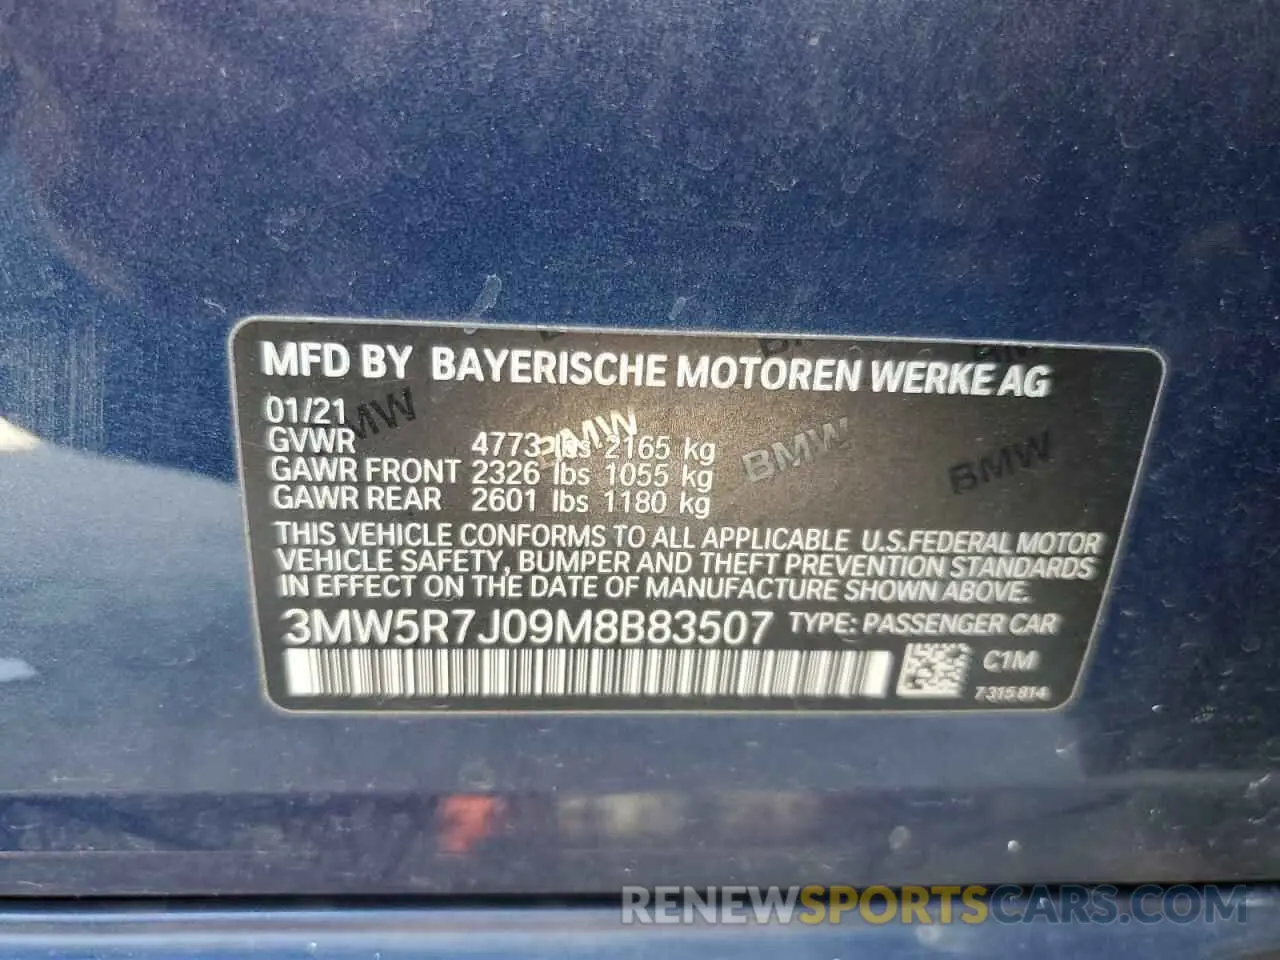 MFD BY BAYERISCHE MOTOREN WERKE AG
01/21
GVWR 4773 lbs 2165 kg
GAWR FRONT 2326 lbs 1055 kg
GAWR REAR 2601 lbs 1180 kg
BMW BMW BMW BMW
THIS VEHICLE CONFORMS TO ALL APPLICABLE U.S.FEDERAL MOTOR
VEHICLE SAFETY, BUMPER AND THEFT PREVENTION STANDARDS
IN EFFECT ON THE DATE OF MANUFACTURE SHOWN ABOVE.
3MW5R7J09M8B83507 TYPE: PASSENGER CAR
C1M
7 315 814
RENEWSPORTSCARS.COM